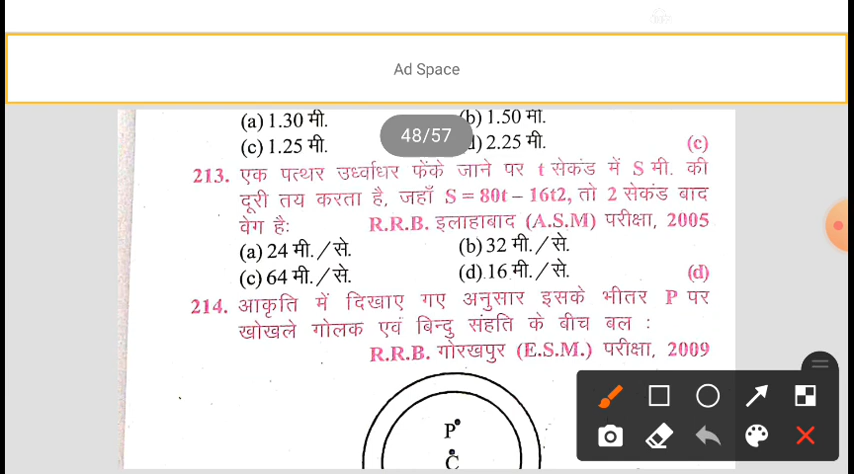 Ad Space
(a) 1.30 मी. (b) 1.50 मी.
48/57
(c) 1.25 मी. 2.25 मी. (c)
213. एक पत्थर उर्ध्वाधर फेंके जाने पर t सेकंड में S मी. की
दूरी तय करता है, जहाँ S = 80t – 16t2, तो 2 सेकंड बाद
वेग है: R.R.B. इलाहाबाद (A.S.M) परीक्षा, 2005
(a) 24 मी./से. (b) 32 मी./से.
(c) 64 मी./से. (d) 16 मी./से. (d)
214. आकृति में दिखाए गए अनुसार इसके भीतर P पर
खोखले गोलक एवं बिन्दु संहति के बीच बल :
R.R.B. गोरखपुर (E.S.M.) परीक्षा, 2009
P
C